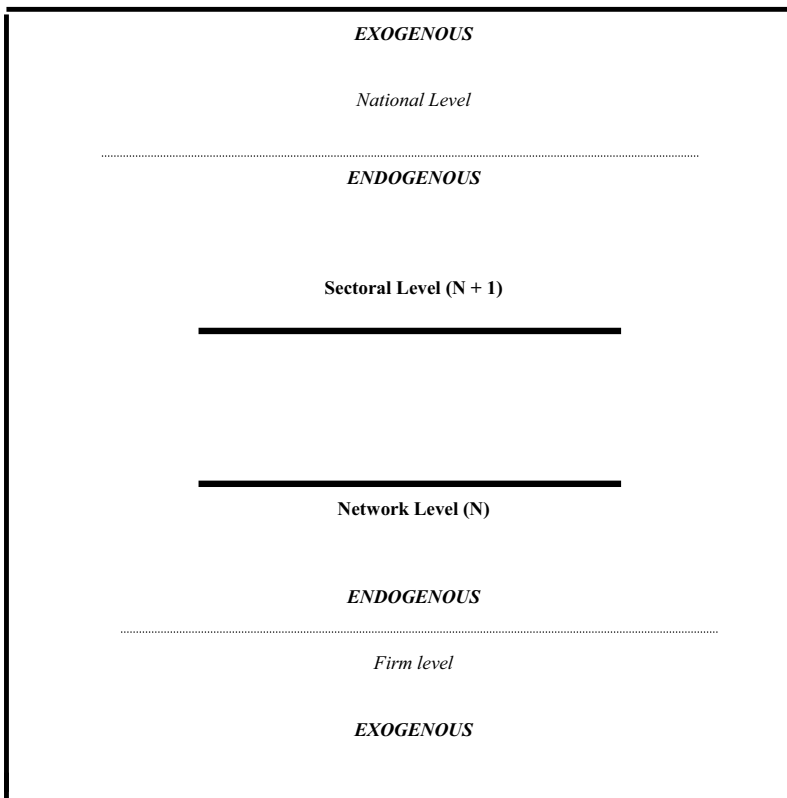 EXOGENOUS
National Level
ENDOGENOUS
Sectoral Level (N + 1)
Network Level (N)
ENDOGENOUS
Firm level
EXOGENOUS